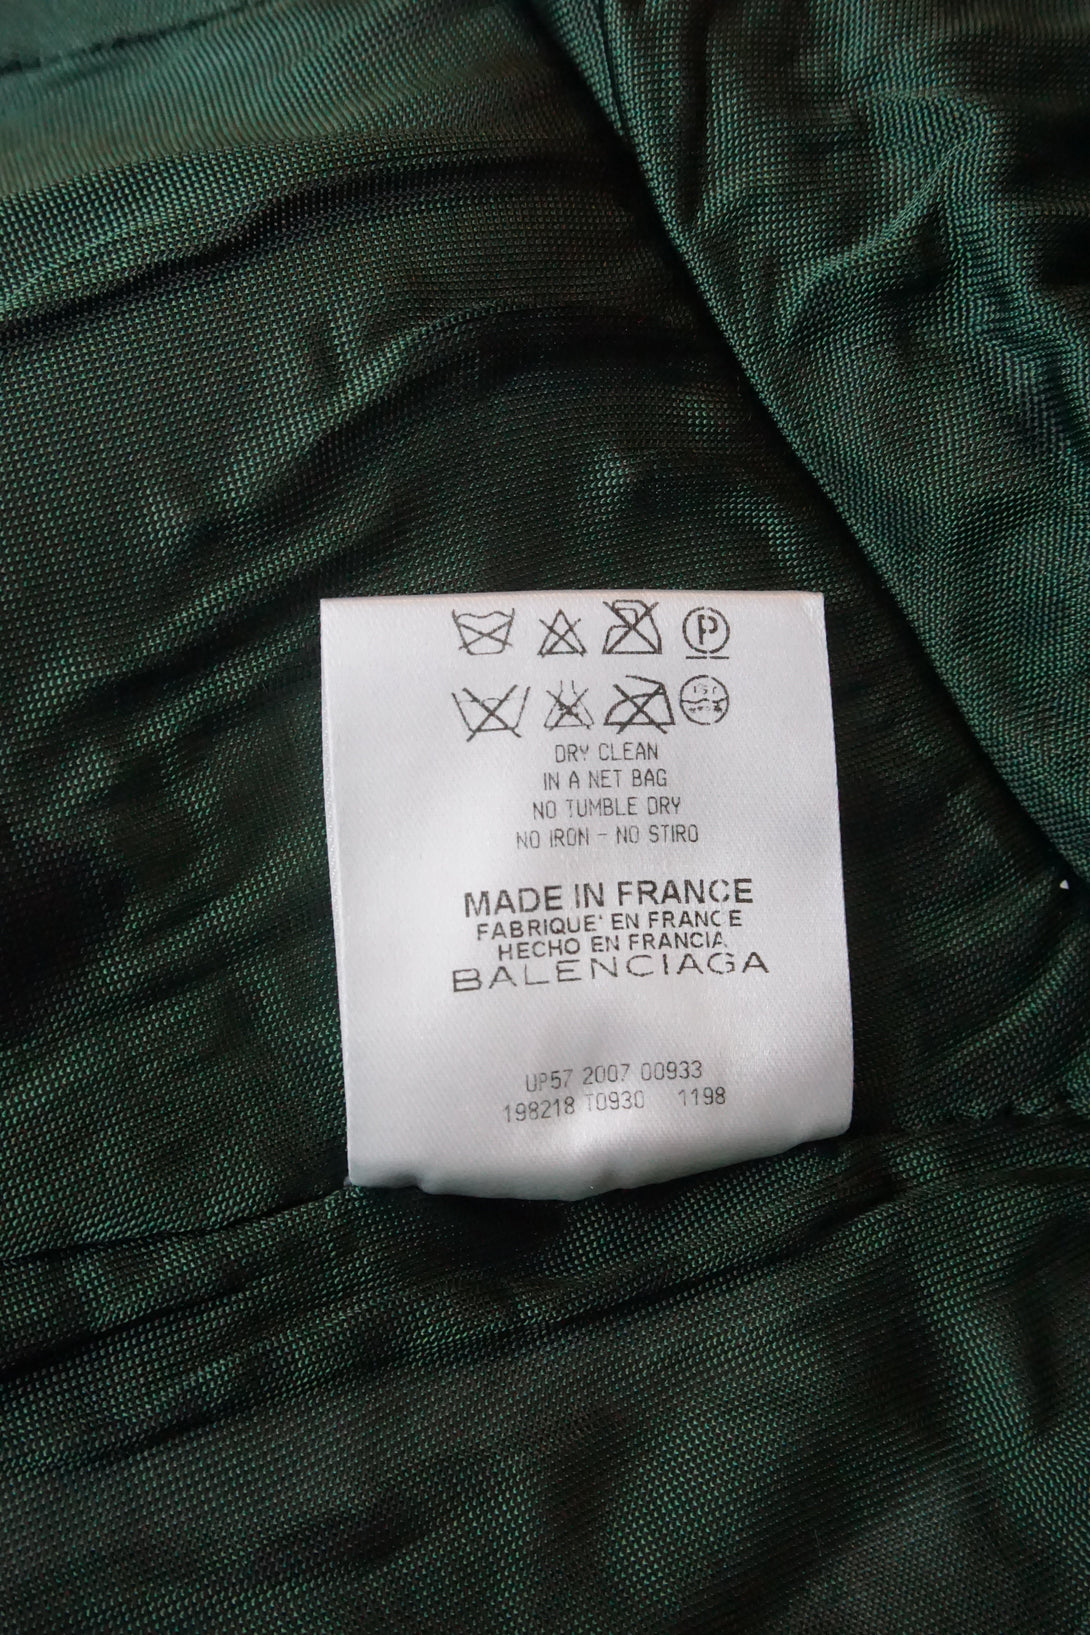 P
DRY CLEAN
IN A NET BAG
NO TUMBLE DRY
NO IRON - NO STIRO
MADE IN FRANCE
FABRIQUE' EN FRANCE
HECHO EN FRANCIA
BALENCIAGA
UP57 2007 00933
198218 T0930 1198